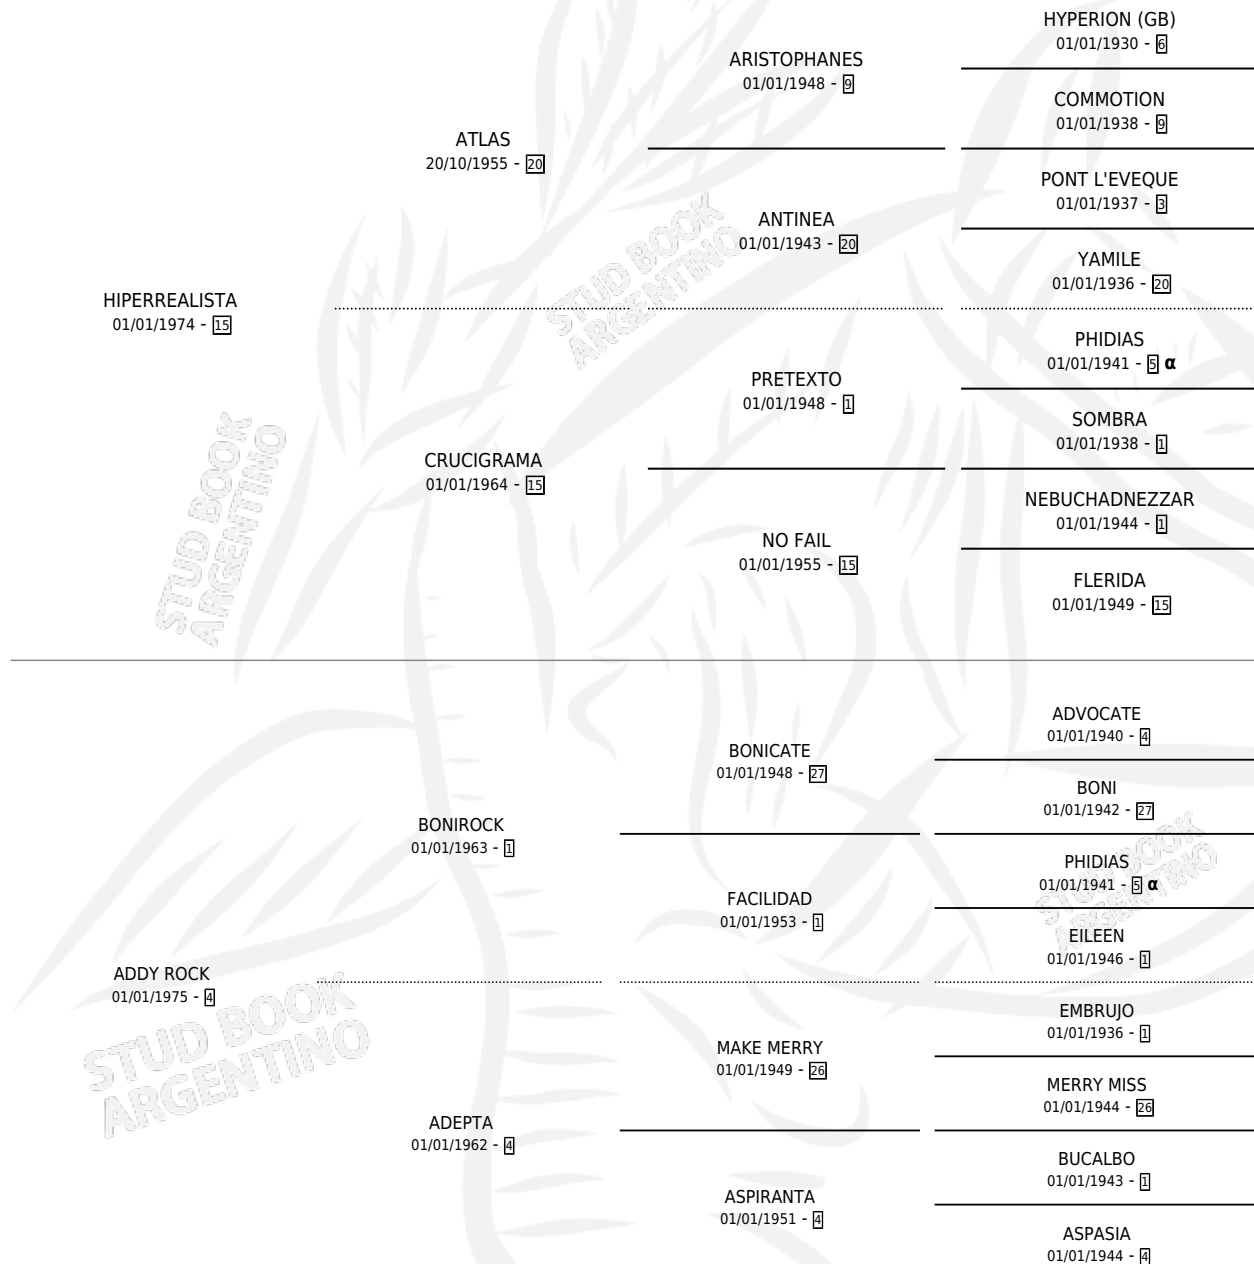 HYPERION (GB)
01/01/1930 - 6
ARISTOPHANES
01/01/1948 - 9
COMMOTION
01/01/1938 - 9
ATLAS
20/10/1955 - 20
PONT L'EVEQUE
01/01/1937 - 3
ANTINEA
01/01/1943 - 20
YAMILE
01/01/1936 - 20
HIPERREALISTA
01/01/1974 - 15
PHIDIAS
01/01/1941 - 5 α
PRETEXTO
01/01/1948 - 1
SOMBRA
01/01/1938 - 1
CRUCIGRAMA
01/01/1964 - 15
NEBUCHADNEZZAR
01/01/1944 - 1
NO FAIL
01/01/1955 - 15
FLERIDA
01/01/1949 - 15
ADVOCATE
01/01/1940 - 4
BONICATE
01/01/1948 - 27
BONI
01/01/1942 - 27
BONIROCK
01/01/1963 - 1
PHIDIAS
01/01/1941 - 5 α
FACILIDAD
01/01/1953 - 1
EILEEN
01/01/1946 - 1
ADDY ROCK
01/01/1975 - 4
EMBRUJO
01/01/1936 - 1
MAKE MERRY
01/01/1949 - 26
MERRY MISS
01/01/1944 - 26
ADEPTA
01/01/1962 - 4
BUCALBO
01/01/1943 - 1
ASPIRANTA
01/01/1951 - 4
ASPASIA
01/01/1944 - 4
STUD BOOK
ARGENTINO
STUD BOOK
ARGENTINO
STUD BOOK
ARGENTINO
STUD BOOK
ARGENTINO